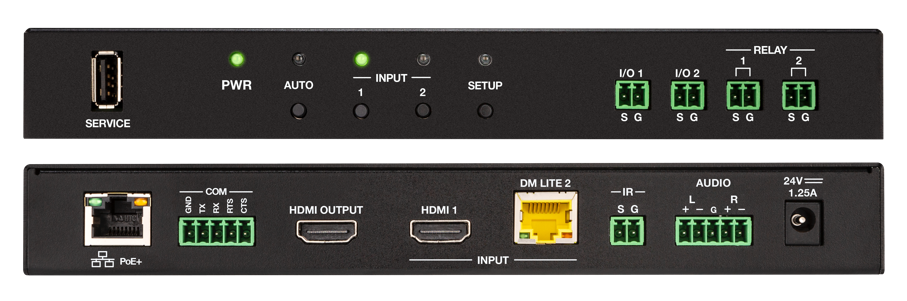 RELAY
1 2
I/O 1 I/O 2
PWR AUTO INPUT SETUP
1 2
S G S G S G S G
SERVICE
DM LITE 2
AUDIO
24V
1.25A
COM
IR
L R
GND TX RX RTS CTS
HDMI OUTPUT HDMI 1
S G
+ − G + −
PoE+
INPUT